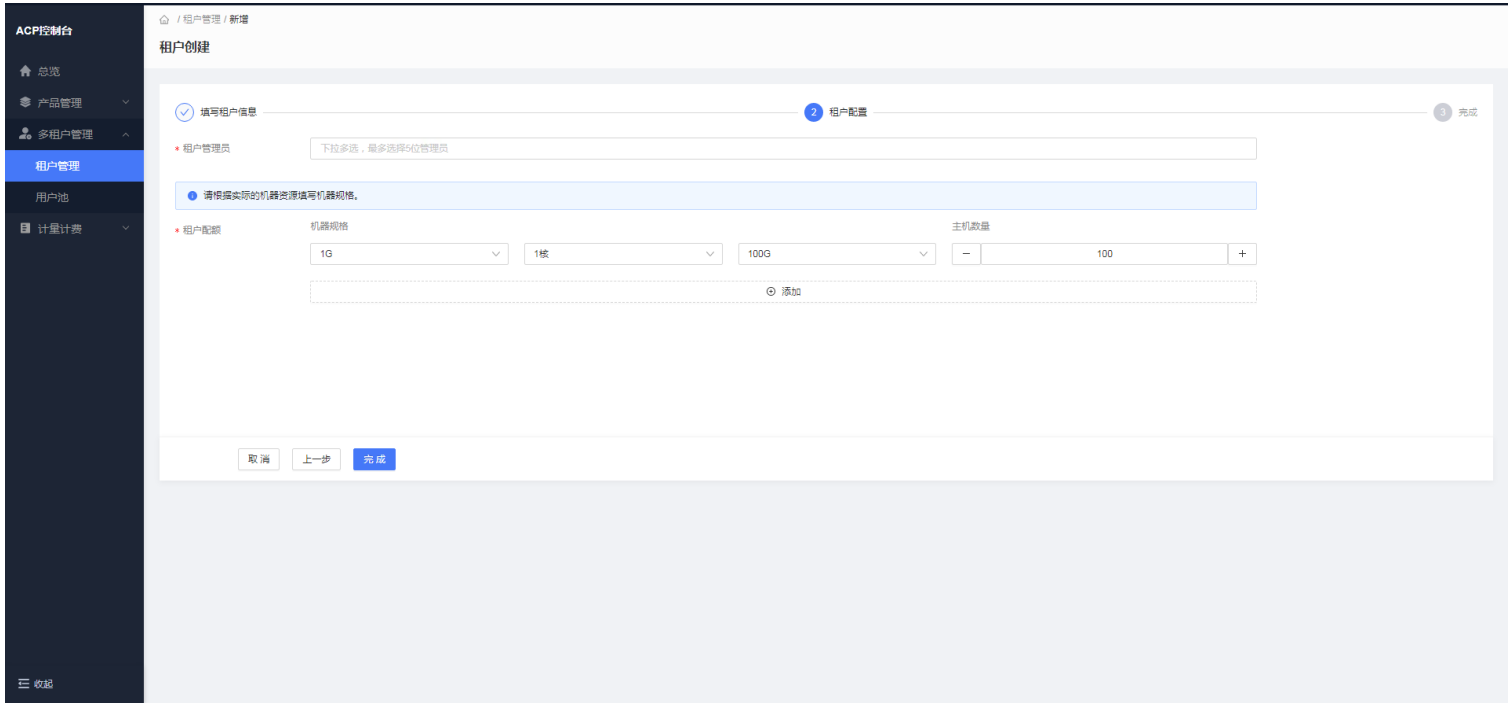 ACP控制台
总览
产品管理
多租户管理
租户管理
用户池
计量计费
收起
/ 租户管理 / 新增
租户创建
填写租户信息
2 租户配置
3 完成
* 租户管理员
下拉多选，最多选择5位管理员
请根据实际的机器资源填写机器规格。
* 租户配额
机器规格
主机数量
1G
1核
100G
− 100 +
添加
取消 上一步 完成